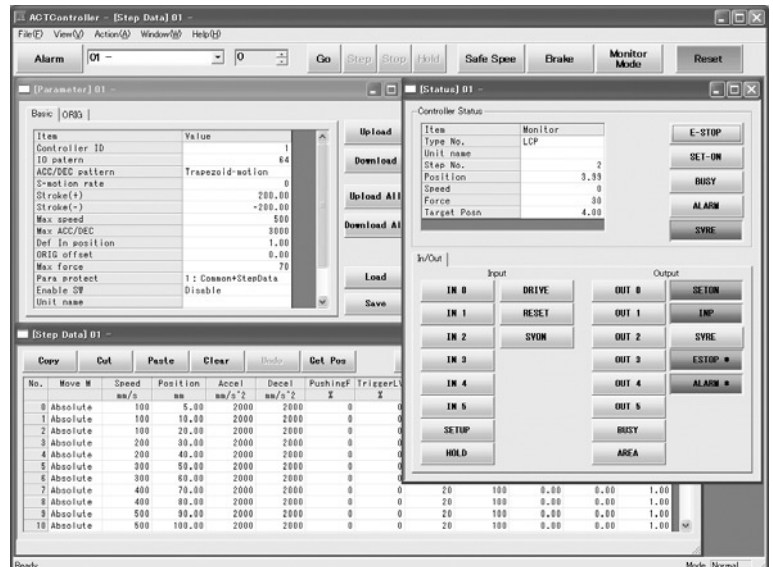 ACTController - [Step Data] 01 -
File(F) View(V) Action(A) Window(W) Help(H)
Alarm 01 - 0 Go Step Stop Hold Safe Spee Brake Monitor Mode Reset
[Parameter] 01 -
Basic ORIG
Item Value
Controller ID 1
IO patern 64
ACC/DEC pattern Trapezoid-motion
S-motion rate 0
Stroke(+) 200.00
Stroke(-) -200.00
Max speed 500
Max ACC/DEC 3000
Def In position 1.00
ORIG offset 0.00
Max force 70
Para protect 1: Common+StepData
Enable SW Disable
Unit name
Upload
Download
Upload All
Download Al
Load
Save
[Status] 01 -
Controller Status
Item Monitor
Type No. LCP
Unit name
Step No. 2
Position 3.99
Speed 0
Force 30
Target Posn 4.00
E-STOP
SET-ON
BUSY
ALARM
SVRE
In/Out
Input Output
IN 0 DRIVE OUT 0 SETON
IN 1 RESET OUT 1 INP
IN 2 SVON OUT 2 SVRE
IN 3 OUT 3 ESTOP *
IN 4 OUT 4 ALARM *
IN 5 OUT 5
SETUP BUSY
HOLD AREA
[Step Data] 01 -
Copy Cut Paste Clear Undo Get Pos
No. Move M Speed Position Accel Decel PushingF TriggerLV
mm/s mm mm/s^2 mm/s^2 % %
0 Absolute 100 5.00 2000 2000 0 0
1 Absolute 100 10.00 2000 2000 0 0
2 Absolute 100 20.00 2000 2000 0 0
3 Absolute 200 30.00 2000 2000 0 0
4 Absolute 200 40.00 2000 2000 0 0
5 Absolute 300 50.00 2000 2000 0 0
6 Absolute 300 60.00 2000 2000 0 0
7 Absolute 400 70.00 2000 2000 0 0 20 100 0.00 0.00 1.00
8 Absolute 400 80.00 2000 2000 0 0 20 100 0.00 0.00 1.00
9 Absolute 500 90.00 2000 2000 0 0 20 100 0.00 0.00 1.00
10 Absolute 500 100.00 2000 2000 0 0 20 100 0.00 0.00 1.00
Ready Mode Normal